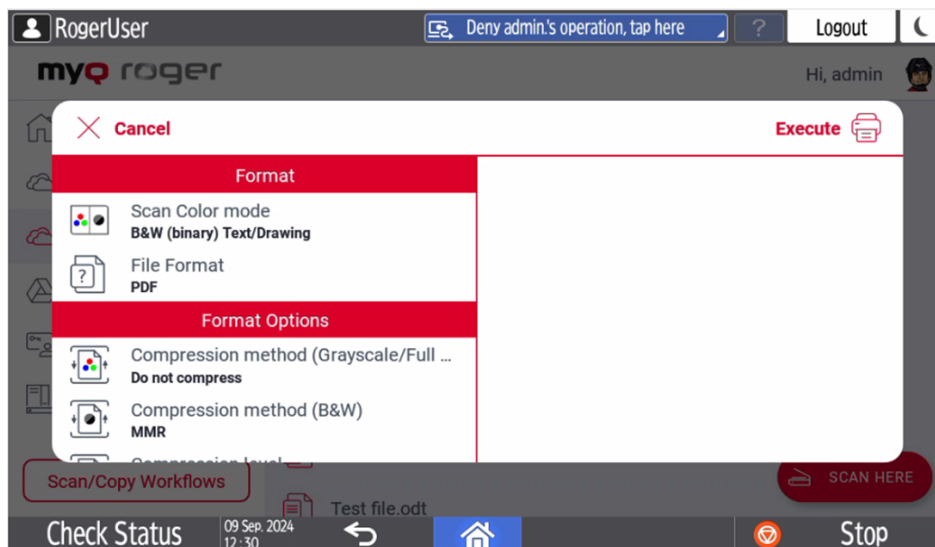 RogerUser
Deny admin.'s operation, tap here
?
Logout
myQ roger
Hi, admin
Cancel
Execute
Format
Scan Color mode
B&W (binary) Text/Drawing
File Format
PDF
Format Options
Compression method (Grayscale/Full ...
Do not compress
Compression method (B&W)
MMR
Compression level
Scan/Copy Workflows
SCAN HERE
Test file.odt
Check Status
09 Sep. 2024
12:30
Stop